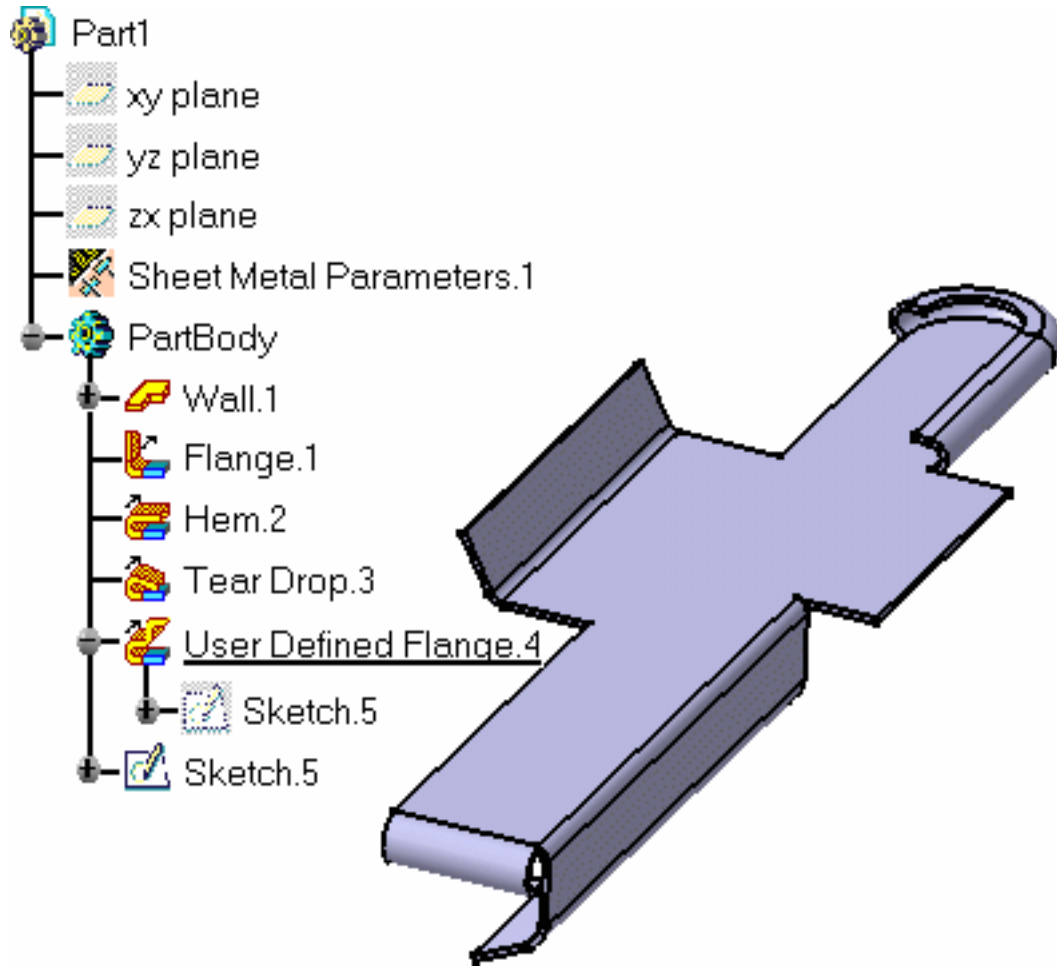 Part1
xy plane
yz plane
zx plane
Sheet Metal Parameters.1
PartBody
Wall.1
Flange.1
Hem.2
Tear Drop.3
User Defined Flange.4
Sketch.5
Sketch.5